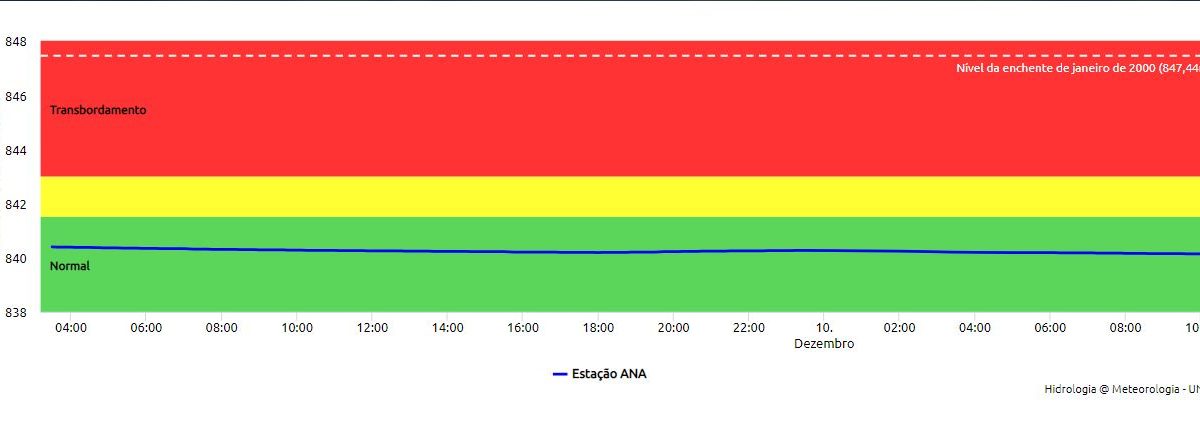 848
Nível da enchente de janeiro de 2000 (847,44
846
Transbordamento
844
842
840
Normal
838
04:00 06:00 08:00 10:00 12:00 14:00 16:00 18:00 20:00 22:00 10. 02:00 04:00 06:00 08:00 10
Dezembro
Estação ANA
Hidrologia @ Meteorologia - UN